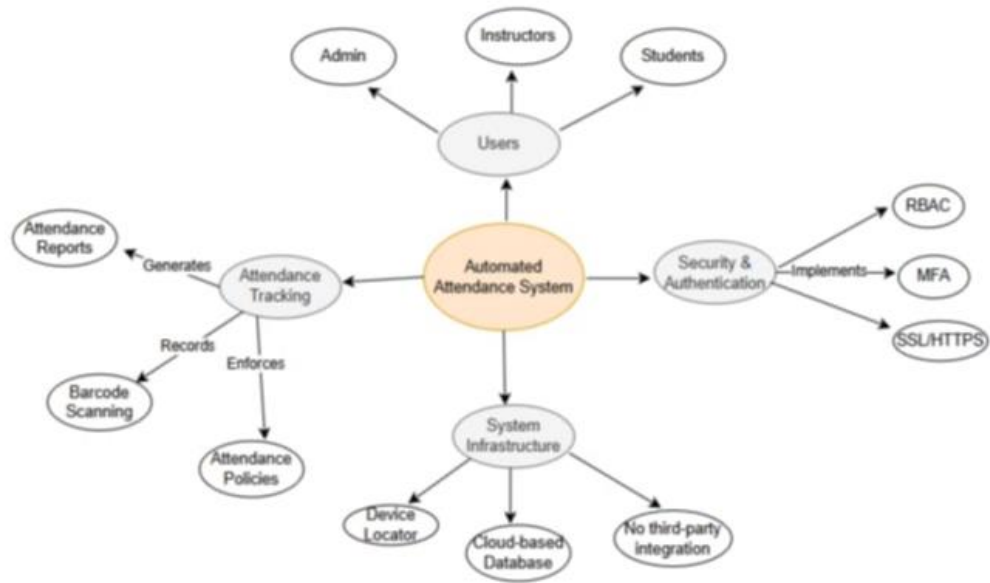 Instructors
Admin
Students
Users
RBAC
Attendance
Reports
Generates
Attendance
Tracking
Automated
Attendance System
Security &
Authentication
Implements
MFA
SSL/HTTPS
Records
Enforces
Barcode
Scanning
Attendance
Policies
System
Infrastructure
Device
Locator
Cloud-based
Database
No third-party
integration